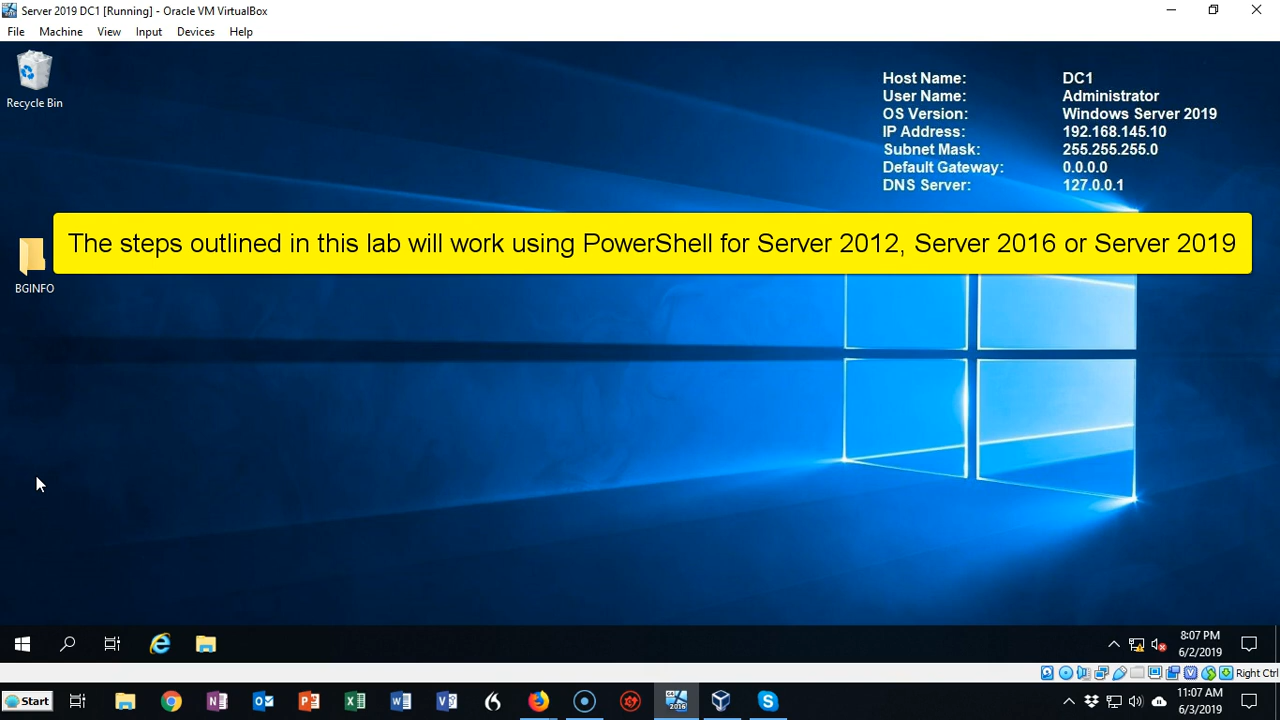 Server 2019 DC1 [Running] - Oracle VM VirtualBox
File Machine View Input Devices Help
Recycle Bin
Host Name: DC1
User Name: Administrator
OS Version: Windows Server 2019
IP Address: 192.168.145.10
Subnet Mask: 255.255.255.0
Default Gateway: 0.0.0.0
DNS Server: 127.0.0.1
The steps outlined in this lab will work using PowerShell for Server 2012, Server 2016 or Server 2019
BGINFO
8:07 PM
6/2/2019
Right Ctrl
Start
2016
11:07 AM
6/3/2019